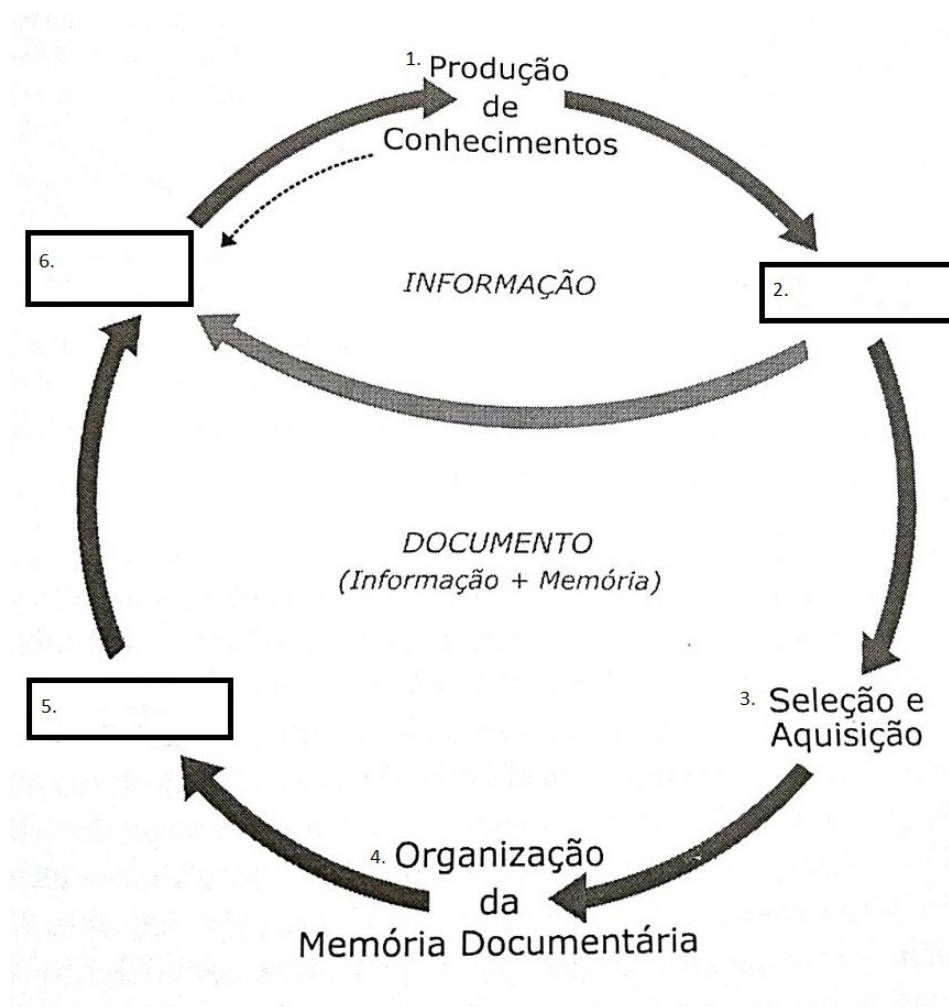 1. Produção
de
Conhecimentos
6.
INFORMAÇÃO
2.
DOCUMENTO
(Informação + Memória)
5.
3. Seleção e
Aquisição
4. Organização
da
Memória Documentária